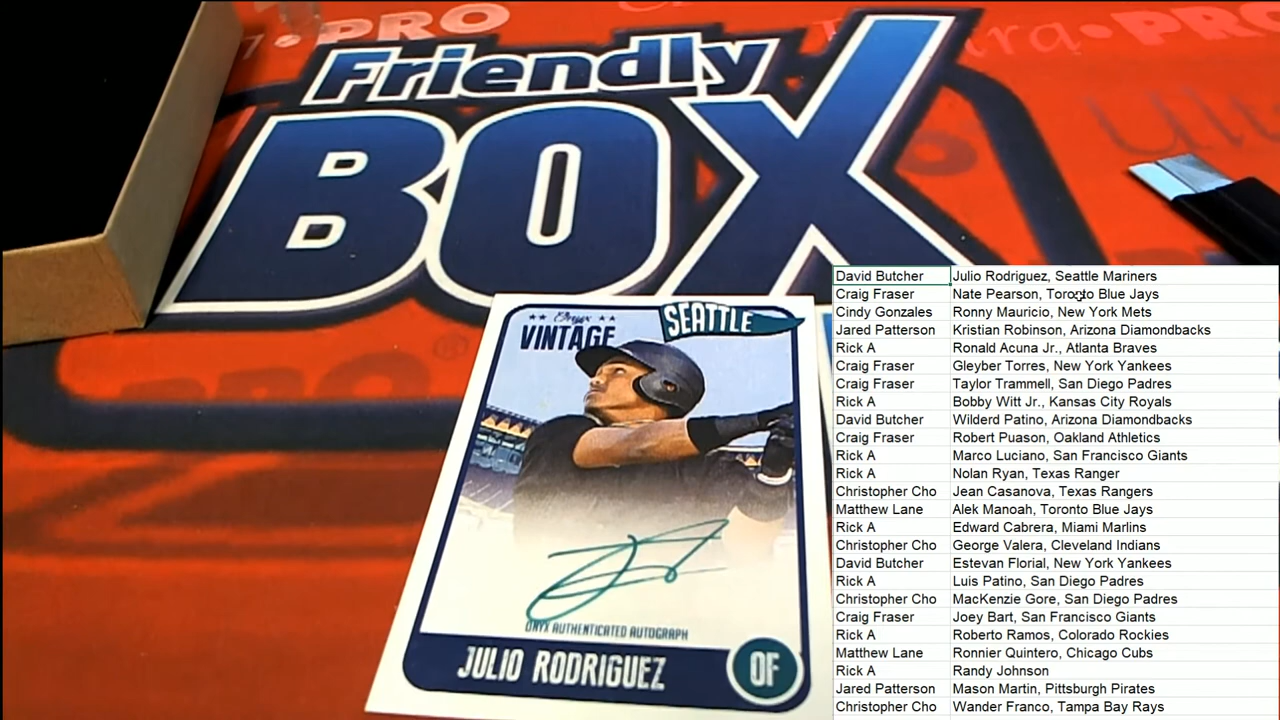 PRO
ultra•PRO
Friendly
BOX
Onyx
VINTAGE
SEATTLE
ONYX AUTHENTICATED AUTOGRAPH
JULIO RODRIGUEZ
OF
David Butcher Julio Rodriguez, Seattle Mariners
Craig Fraser Nate Pearson, Toronto Blue Jays
Cindy Gonzales Ronny Mauricio, New York Mets
Jared Patterson Kristian Robinson, Arizona Diamondbacks
Rick A Ronald Acuna Jr., Atlanta Braves
Craig Fraser Gleyber Torres, New York Yankees
Craig Fraser Taylor Trammell, San Diego Padres
Rick A Bobby Witt Jr., Kansas City Royals
David Butcher Wilderd Patino, Arizona Diamondbacks
Craig Fraser Robert Puason, Oakland Athletics
Rick A Marco Luciano, San Francisco Giants
Rick A Nolan Ryan, Texas Ranger
Christopher Cho Jean Casanova, Texas Rangers
Matthew Lane Alek Manoah, Toronto Blue Jays
Rick A Edward Cabrera, Miami Marlins
Christopher Cho George Valera, Cleveland Indians
David Butcher Estevan Florial, New York Yankees
Rick A Luis Patino, San Diego Padres
Christopher Cho MacKenzie Gore, San Diego Padres
Craig Fraser Joey Bart, San Francisco Giants
Rick A Roberto Ramos, Colorado Rockies
Matthew Lane Ronnier Quintero, Chicago Cubs
Rick A Randy Johnson
Jared Patterson Mason Martin, Pittsburgh Pirates
Christopher Cho Wander Franco, Tampa Bay Rays